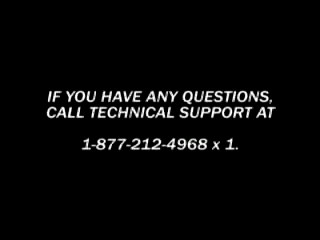 IF YOU HAVE ANY QUESTIONS,
CALL TECHNICAL SUPPORT AT
1-877-212-4968 x 1.